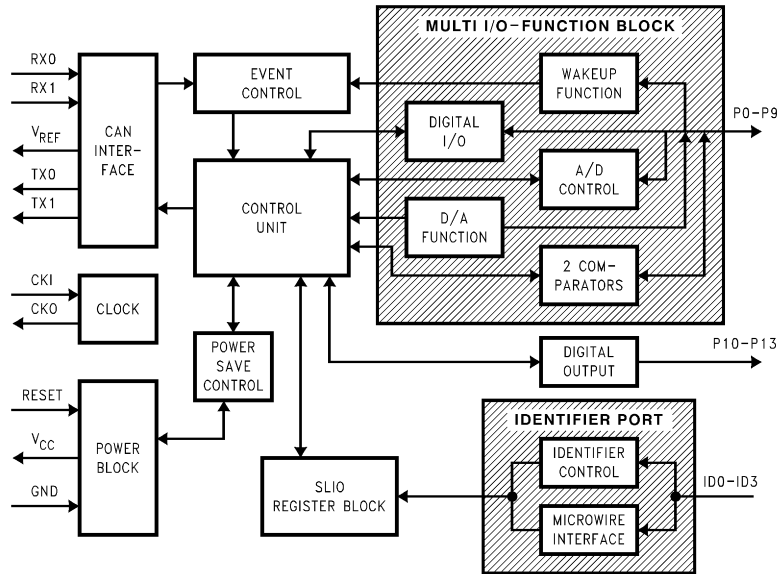 MULTI I/O-FUNCTION BLOCK
RX0
RX1
VREF
TX0
TX1
CAN
INTER-
FACE
EVENT
CONTROL
WAKEUP
FUNCTION
DIGITAL
I/O
P0-P9
A/D
CONTROL
CONTROL
UNIT
D/A
FUNCTION
2 COM-
PARATORS
CKI
CKO
CLOCK
POWER
SAVE
CONTROL
DIGITAL
OUTPUT
P10-P13
RESET
VCC
GND
POWER
BLOCK
IDENTIFIER PORT
IDENTIFIER
CONTROL
MICROWIRE
INTERFACE
ID0-ID3
SLIO
REGISTER BLOCK